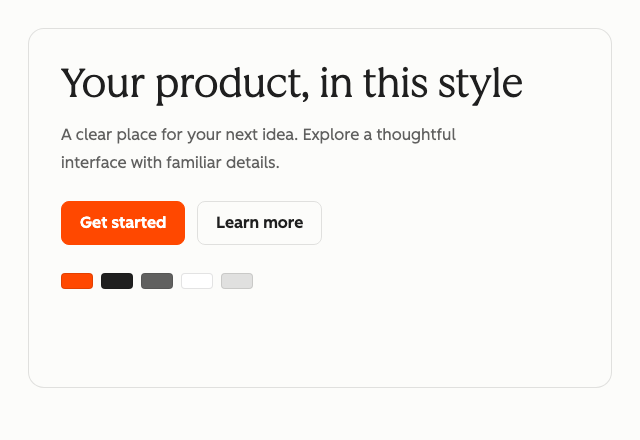 Your product, in this style
A clear place for your next idea. Explore a thoughtful
interface with familiar details.
Get started
Learn more